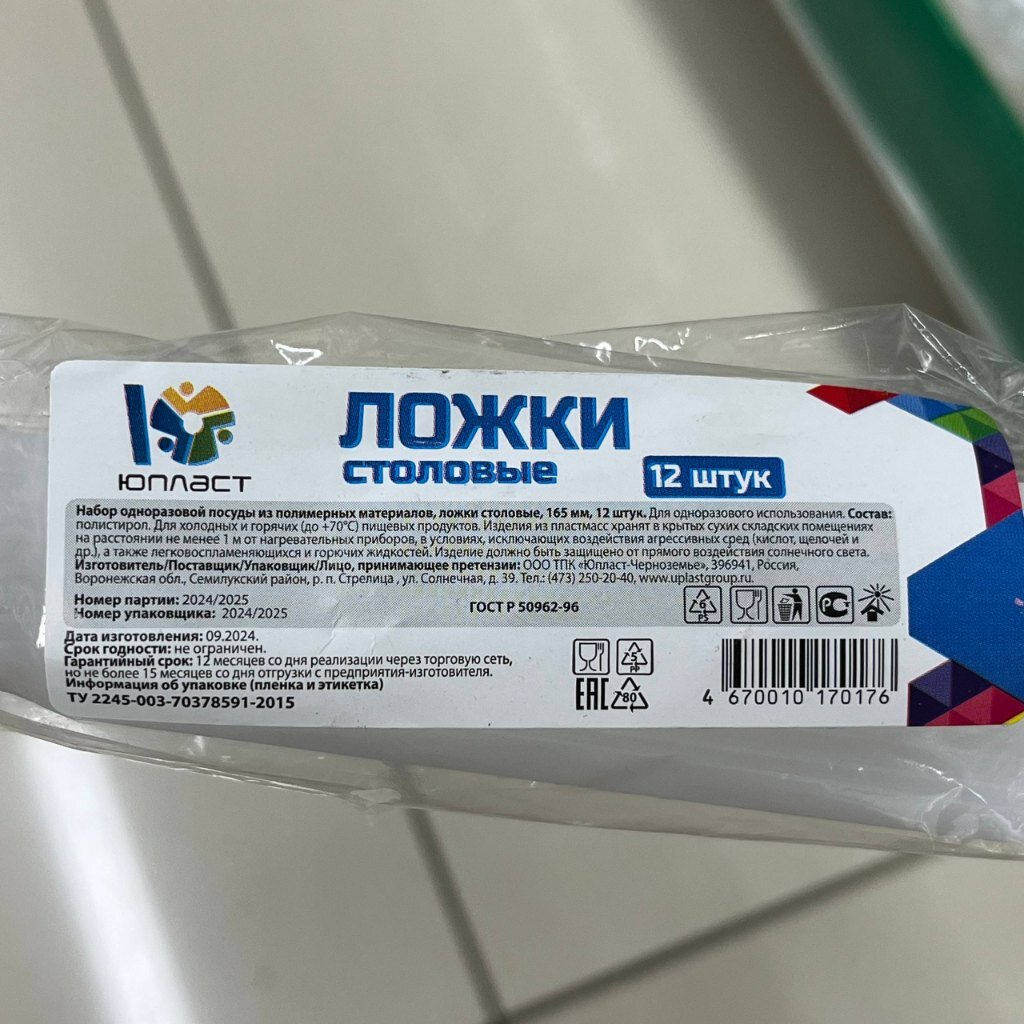 ЮПЛАСТ
ЛОЖКИ
СТОЛОВЫЕ
12 штук
Набор одноразовой посуды из полимерных материалов, ложки столовые, 165 мм, 12 штук. Для одноразового использования. Состав:
полистирол. Для холодных и горячих (до +70°С) пищевых продуктов. Изделия из пластмасс хранят в крытых сухих складских помещениях
на расстоянии не менее 1 м от нагревательных приборов, в условиях, исключающих воздействия агрессивных сред (кислот, щелочей и
др.), а также легковоспламеняющихся и горючих жидкостей. Изделие должно быть защищено от прямого воздействия солнечного света.
Изготовитель/Поставщик/Упаковщик/Лицо, принимающее претензии: ООО ТПК «Юпласт-Черноземье», 396941, Россия,
Воронежская обл., Семилукский район, р. п. Стрелица , ул. Солнечная, д. 39. Тел.: (473) 250-20-40, www.uplastgroup.ru.
Номер партии: 2024/2025
Номер упаковщика: 2024/2025
ГОСТ Р 50962-96
6
PS
РСТ
Дата изготовления: 09.2024.
Срок годности: не ограничен.
Гарантийный срок: 12 месяцев со дня реализации через торговую сеть,
но не более 15 месяцев со дня отгрузки с предприятия-изготовителя.
Информация об упаковке (пленка и этикетка)
ТУ 2245-003-70378591-2015
5
PP
EAC
80
4 670010 170176